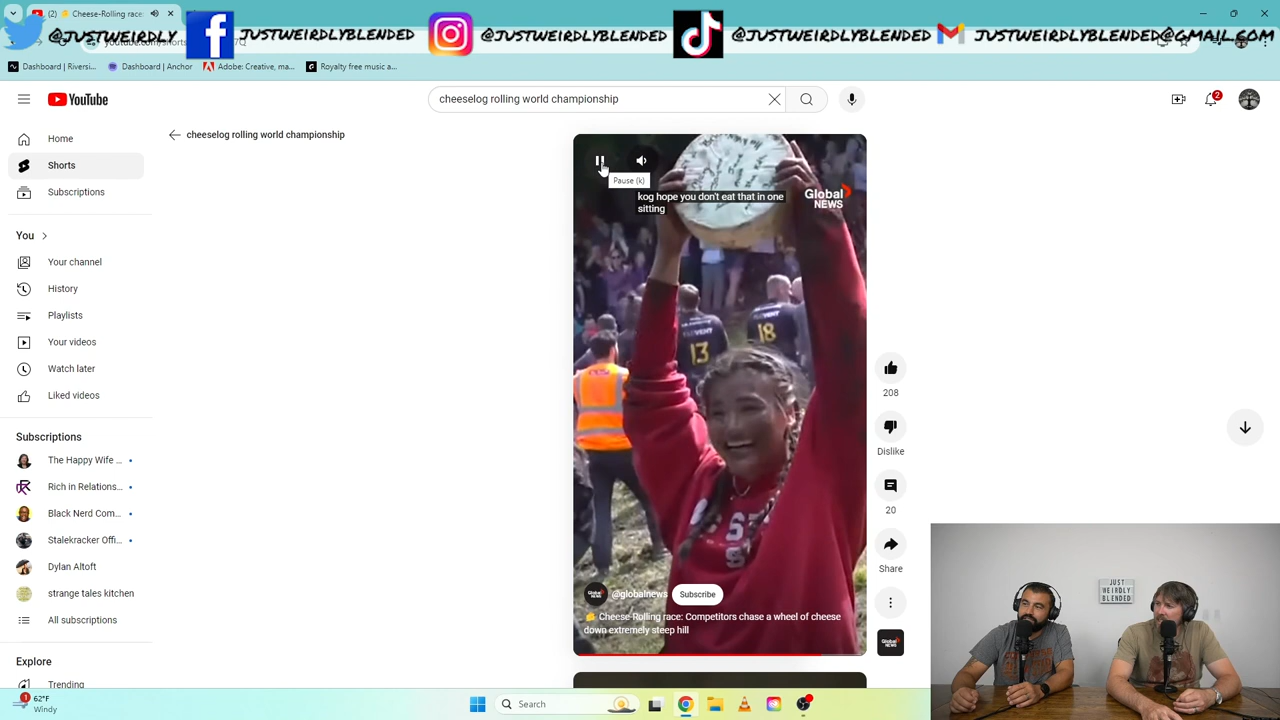 (2) Cheese-Rolling race:
@JUSTWEIRDLY
JUSTWEIRDLYBLENDED
@JUSTWEIRDLYBLENDED
@JUSTWEIRDLYBLENDED
JUSTWEIRDLYBLENDED@GMAIL.COM
Dashboard | Riversi...
Dashboard | Anchor
Adobe: Creative, ma...
Royalty free music a...
YouTube
cheeselog rolling world championship
2
Home
Shorts
Subscriptions
You
Your channel
History
Playlists
Your videos
Watch later
Liked videos
Subscriptions
The Happy Wife ...
Rich in Relations...
Black Nerd Com...
Stalekracker Offi...
Dylan Altoft
strange tales kitchen
All subscriptions
Explore
Trending
cheeselog rolling world championship
Pause (k)
kog hope you don't eat that in one
sitting
Global
NEWS
13
18
@globalnews
Subscribe
Cheese-Rolling race: Competitors chase a wheel of cheese
down extremely steep hill
208
Dislike
20
Share
Global
NEWS
JUST
WEIRDLY
BLENDED
1
62°F
Windy
Search